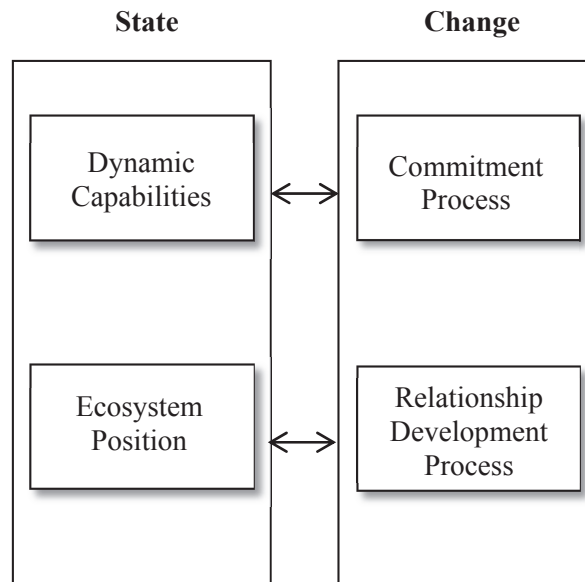 State
Change
Dynamic
Capabilities
Commitment
Process
Ecosystem
Position
Relationship
Development
Process